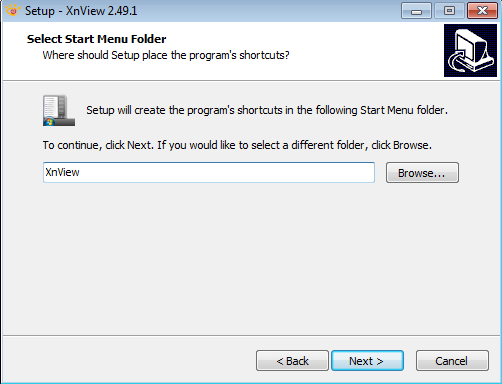 Setup - XnView 2.49.1
Select Start Menu Folder
Where should Setup place the program's shortcuts?
Setup will create the program's shortcuts in the following Start Menu folder.
To continue, click Next. If you would like to select a different folder, click Browse.
XnView
Browse...
< Back
Next >
Cancel